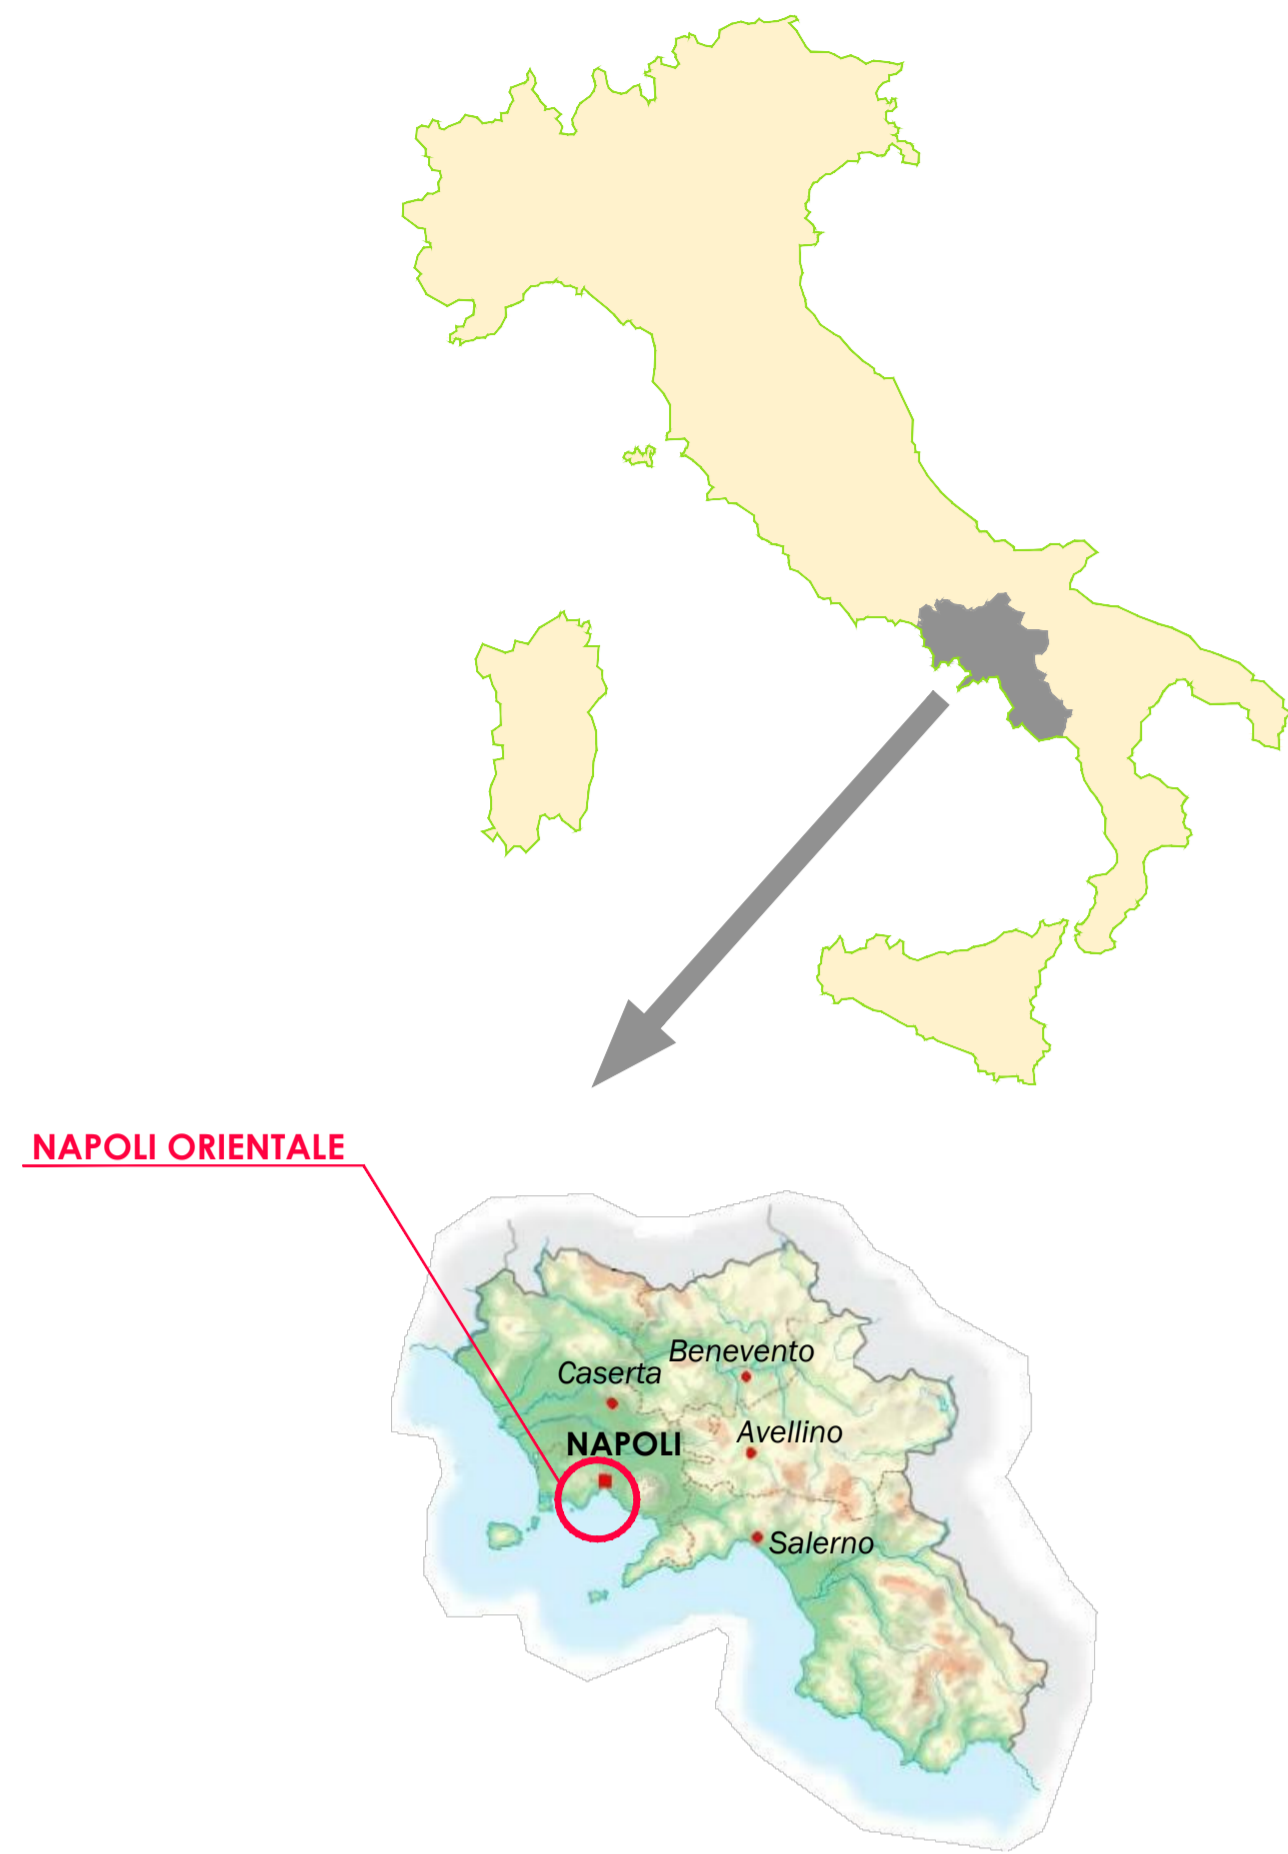 NAPOLI ORIENTALE
Benevento
Caserta
Avellino
NAPOLI
Salerno